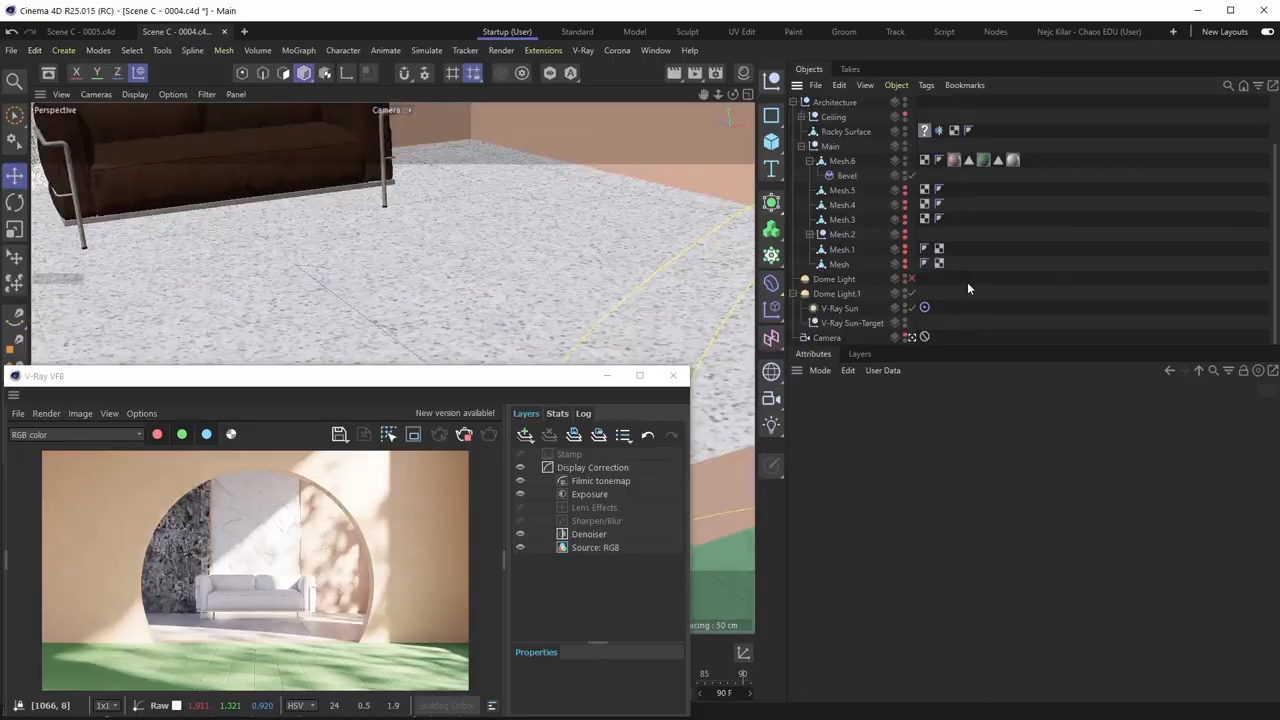 Cinema 4D R25.015 (RC) - [Scene C - 0004.c4d *] - Main
Scene C - 0005.c4d
Scene C - 0004.c4d...
Startup (User)
Standard
Model
Sculpt
UV Edit
Paint
Groom
Track
Script
Nodes
Nejc Kilar - Chaos EDU (User)
New Layouts
File Edit Create Modes Select Tools Spline Mesh Volume MoGraph Character Animate Simulate Tracker Render Extensions V-Ray Corona Window Help
Objects Takes
X Y Z
File Edit View Object Tags Bookmarks
View Cameras Display Options Filter Panel
Perspective
Camera
Architecture
Ceiling
Rocky Surface
Main
Mesh.6
Bevel
Mesh.5
Mesh.4
Mesh.3
Mesh.2
Mesh.1
Mesh
Dome Light
Dome Light.1
V-Ray Sun
V-Ray Sun-Target
Camera
Attributes Layers
Mode Edit User Data
V-Ray VFB
File Render Image View Options
New version available!
Layers Stats Log
RGB color
Stamp
Display Correction
Filmic tonemap
Exposure
Lens Effects
Sharpen/Blur
Denoiser
Source: RGB
acing : 50 cm
Properties
85 90
90 F
[1066, 8]
1x1
Raw
1.911 1.321 0.920
HSV
24 0.5 1.9